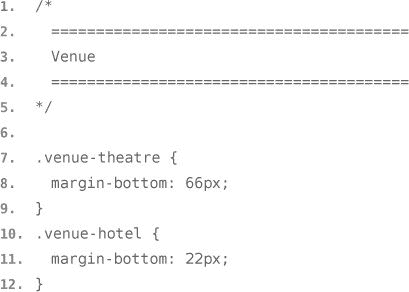 1. /*
2.   ========================================
3.   Venue
4.   ========================================
5. */
6.
7. .venue-theatre {
8.   margin-bottom: 66px;
9. }
10. .venue-hotel {
11.   margin-bottom: 22px;
12. }